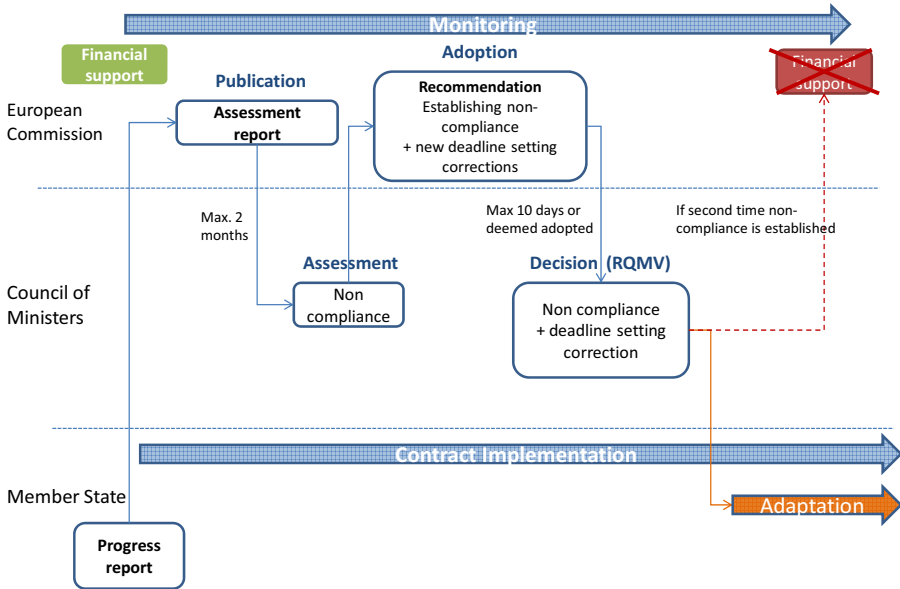 Monitoring
Financial
support
Publication
Adoption
Financial
support
European
Commission
Assessment
report
Recommendation
Establishing non-
compliance
+ new deadline setting
corrections
Max. 2
months
Max 10 days or
deemed adopted
If second time non-
compliance is established
Assessment
Decision (RQMV)
Council of
Ministers
Non
compliance
Non compliance
+ deadline setting
correction
Contract Implementation
Member State
Adaptation
Progress
report